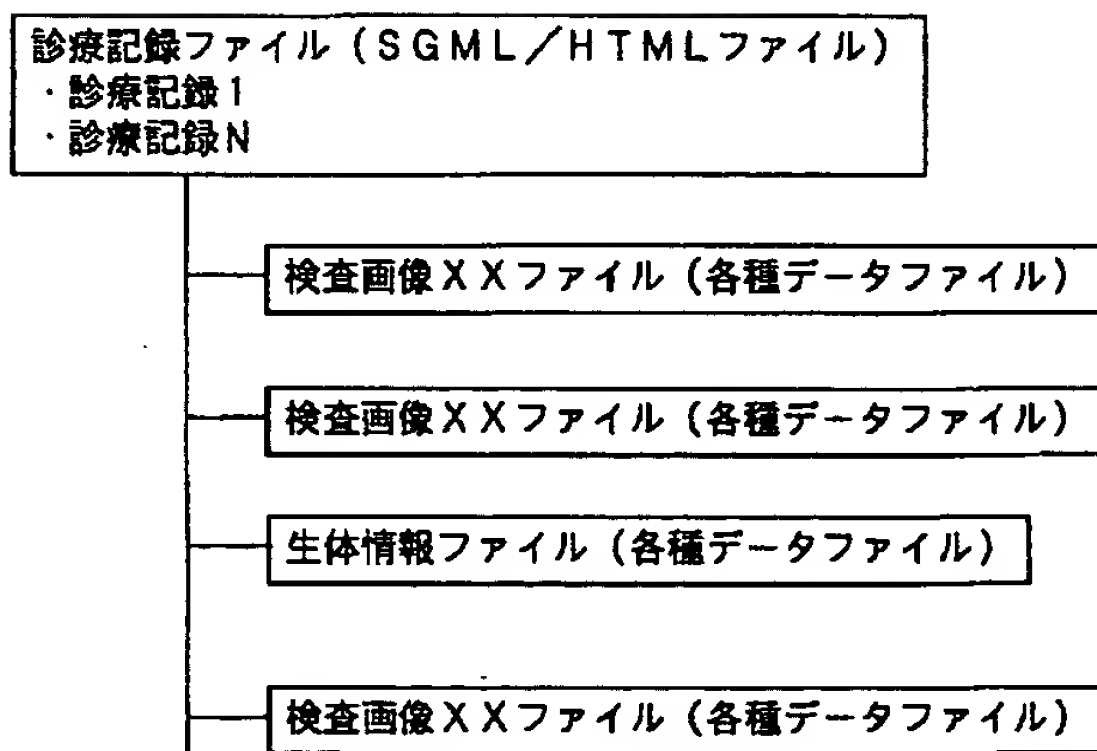 診療記録ファイル（ＳＧＭＬ／ＨＴＭＬファイル）
・診療記録１
・診療記録Ｎ
検査画像ＸＸファイル（各種データファイル）
検査画像ＸＸファイル（各種データファイル）
生体情報ファイル（各種データファイル）
検査画像ＸＸファイル（各種データファイル）